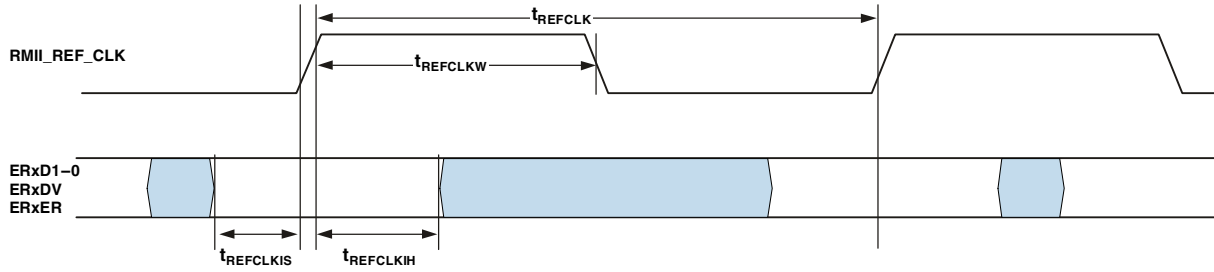 tREFCLK
RMII_REF_CLK
tREFCLKW
ERxD1–0
ERxDV
ERxER
tREFCLKIS
tREFCLKIH